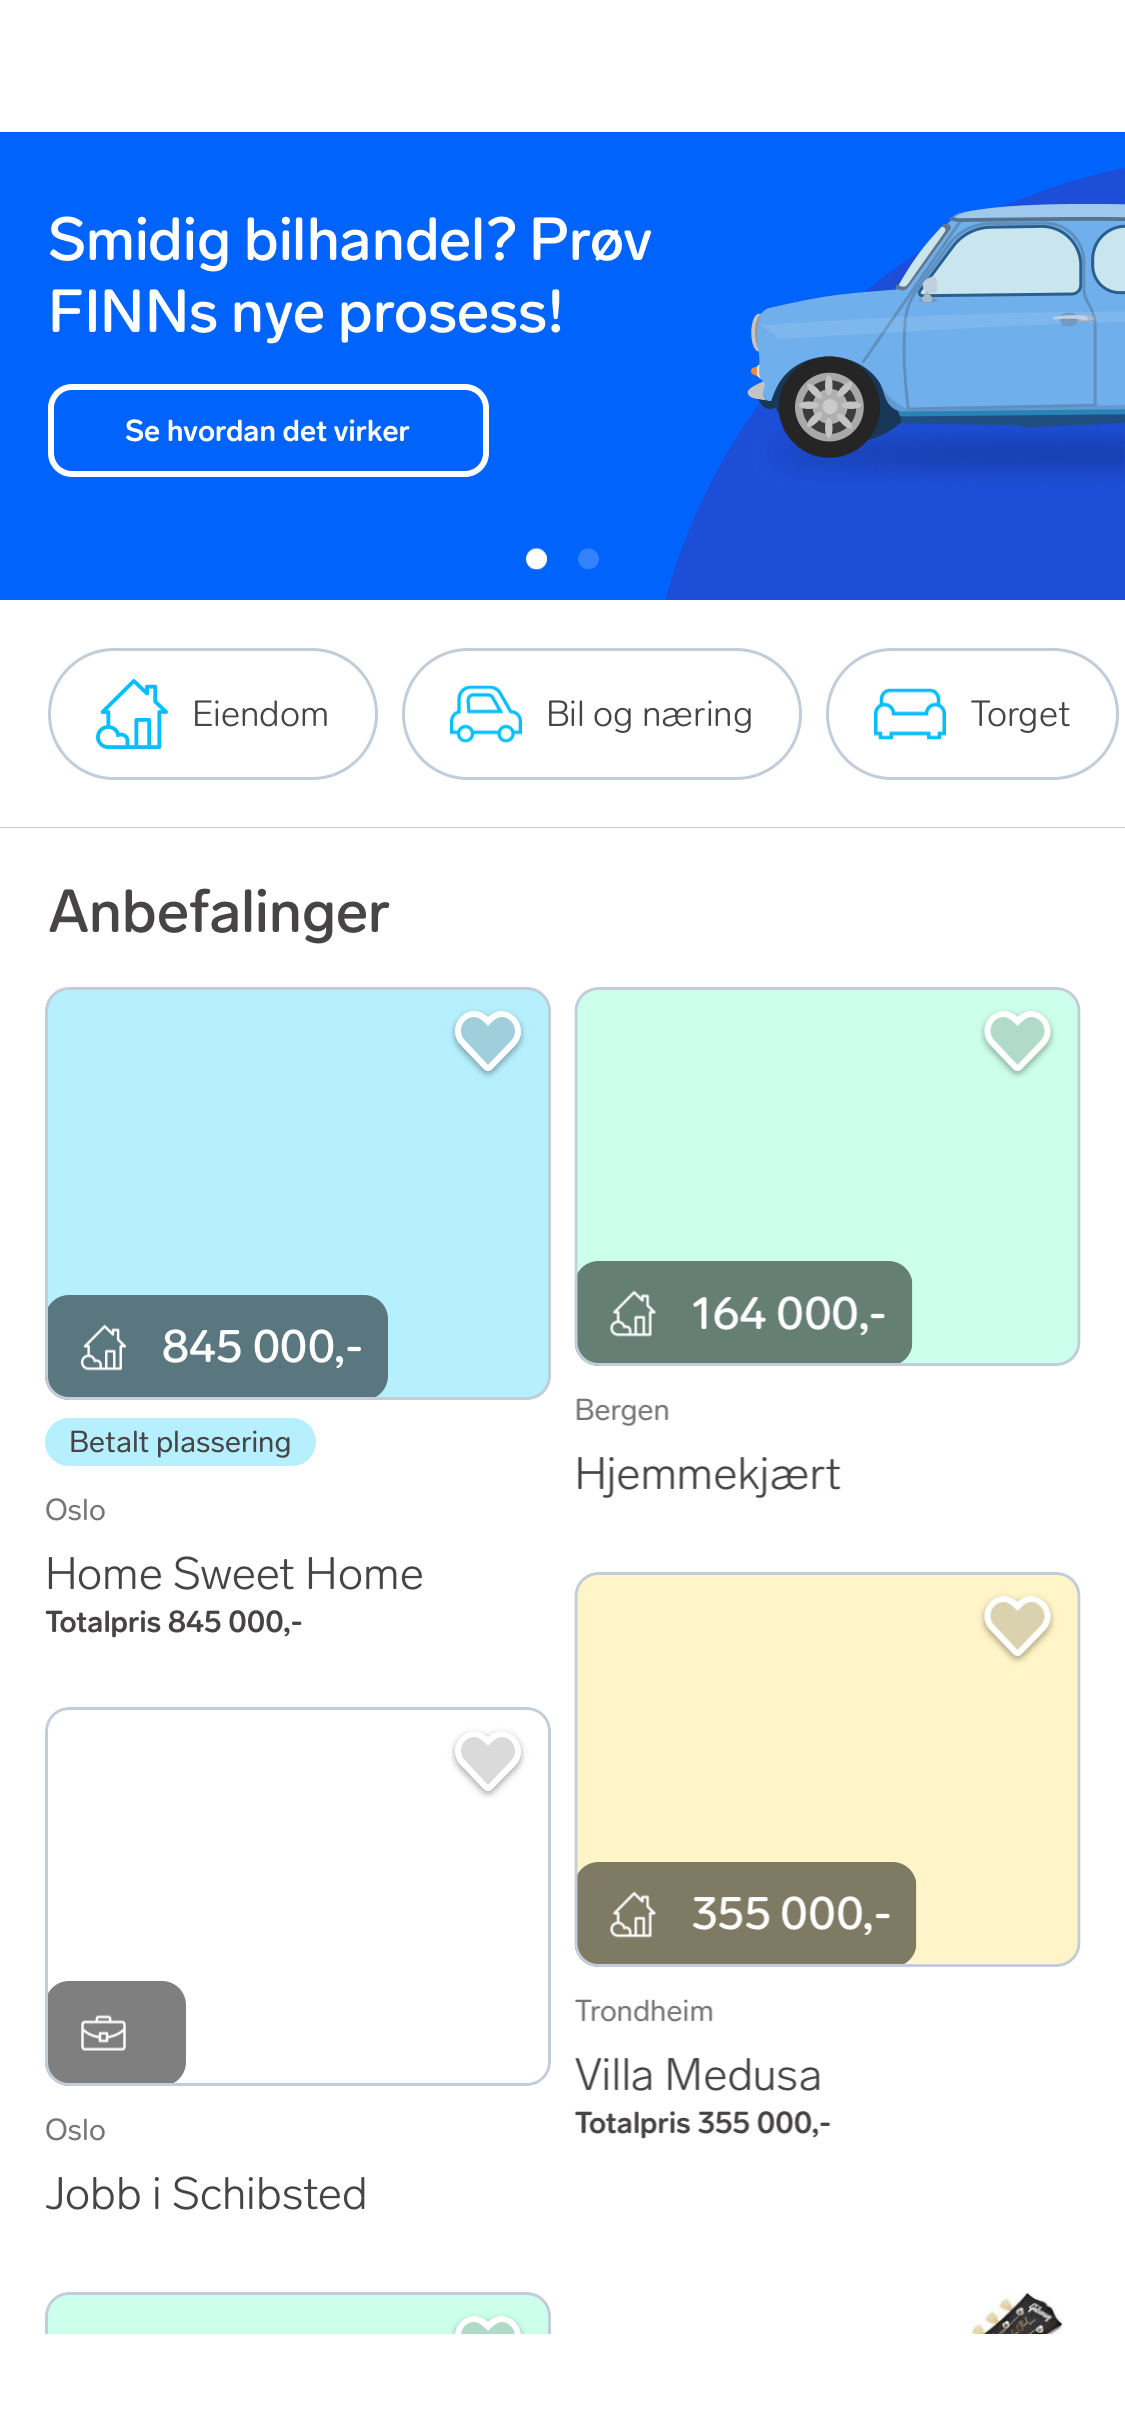 Smidig bilhandel? Prøv
FINNs nye prosess!
Se hvordan det virker
Eiendom
Bil og næring
Torget
Anbefalinger
845 000,-
Betalt plassering
Oslo
Home Sweet Home
Totalpris 845 000,-
164 000,-
Bergen
Hjemmekjært
355 000,-
Trondheim
Villa Medusa
Totalpris 355 000,-
Oslo
Jobb i Schibsted
Gibson